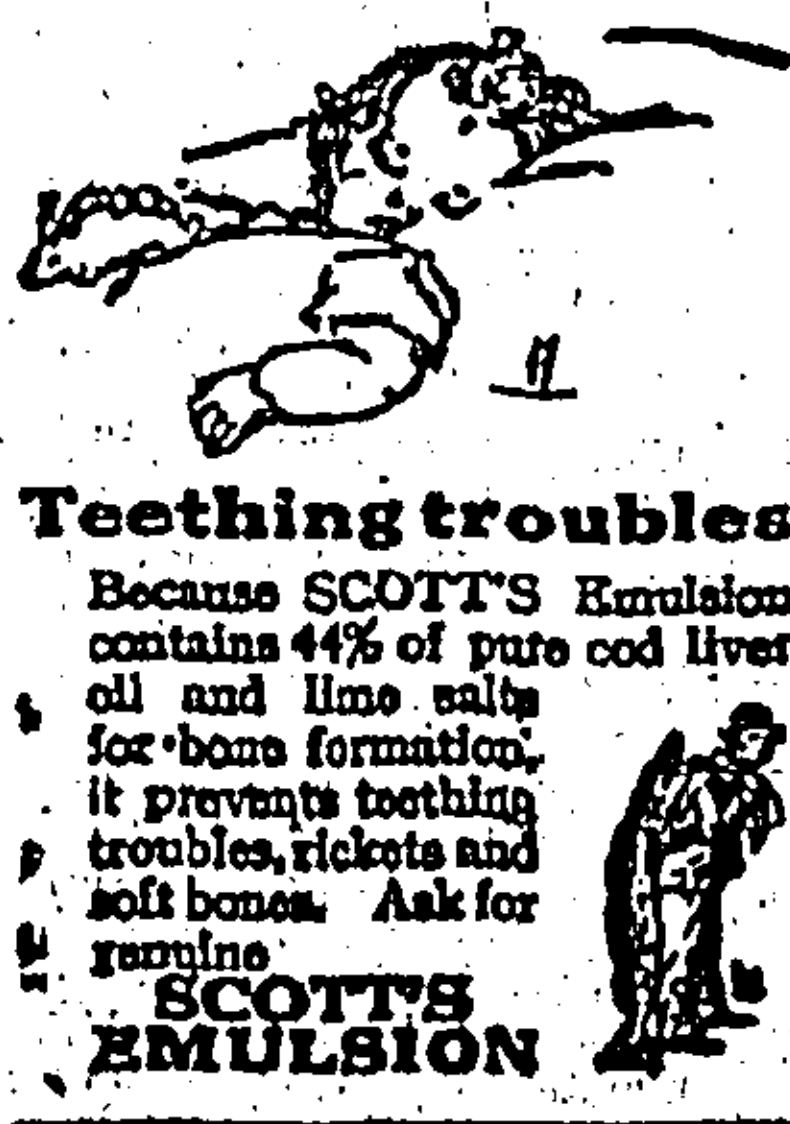 Teething troubles
Because SCOTT'S Emulsion
contains 44% of pure cod liver
oil and lime salts
for bone formation,
it prevents teething
troubles, rickets and
soft bones. Ask for
genuine
SCOTT'S
EMULSION